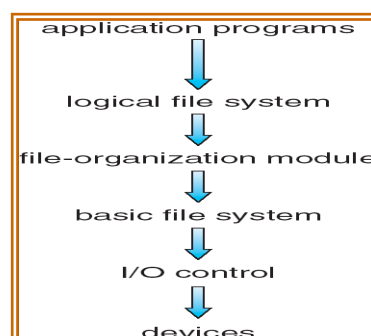 application programs
logical file system
file-organization module
basic file system
I/O control
devices